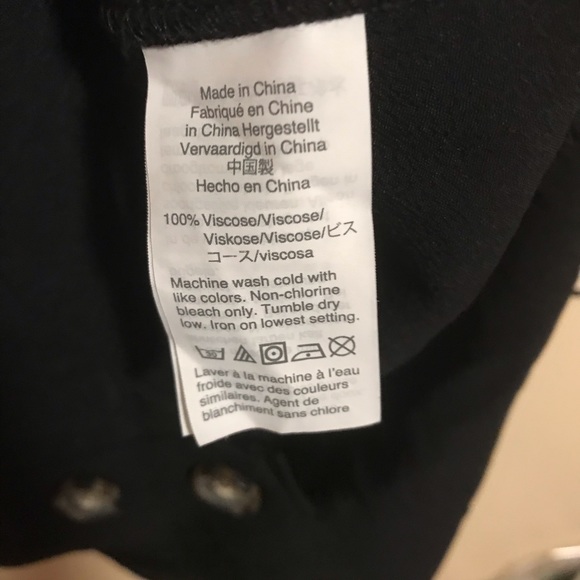 Made in China
Fabriqué en Chine
in China Hergestellt
Vervaardigd in China
中国製
Hecho en China
100% Viscose/Viscose/
Viskose/Viscose/ビス
コース/viscosa
Machine wash cold with
like colors. Non-chlorine
bleach only. Tumble dry
low. Iron on lowest setting.
Laver à la machine à l'eau
froide avec des couleurs
similaires. Agent de
blanchiment sans chlore